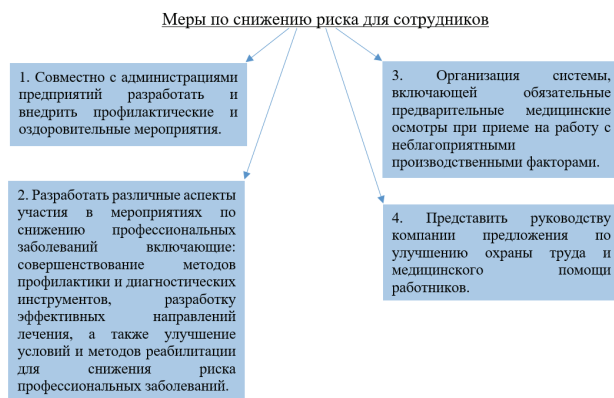 Меры по снижению риска для сотрудников
1. Совместно с администрациями
предприятий разработать и
внедрить профилактические и
оздоровительные мероприятия.
2. Разработать различные аспекты
участия в мероприятиях по
снижению профессиональных
заболеваний включающие:
совершенствование методов
профилактики и диагностических
инструментов, разработку
эффективных направлений
лечения, а также улучшение
условий и методов реабилитации
для снижения риска
профессиональных заболеваний.
3. Организация системы,
включающей обязательные
предварительные медицинские
осмотры при приеме на работу с
неблагоприятными
производственными факторами.
4. Представить руководству
компании предложения по
улучшению охраны труда и
медицинского помощи
работников.